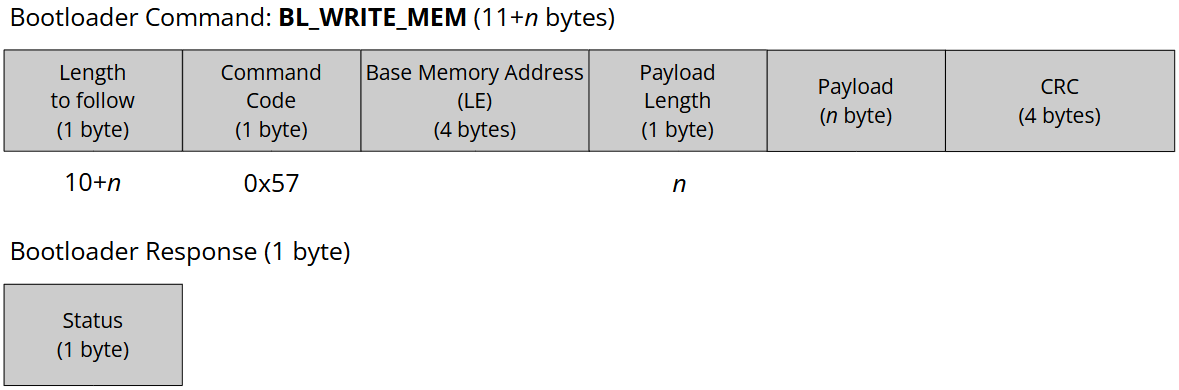 Bootloader Command: BL_WRITE_MEM (11+n bytes)
Length
to follow
(1 byte)
Command
Code
(1 byte)
Base Memory Address
(LE)
(4 bytes)
Payload
Length
(1 byte)
Payload
(n byte)
CRC
(4 bytes)
10+n
0x57
n
Bootloader Response (1 byte)
Status
(1 byte)